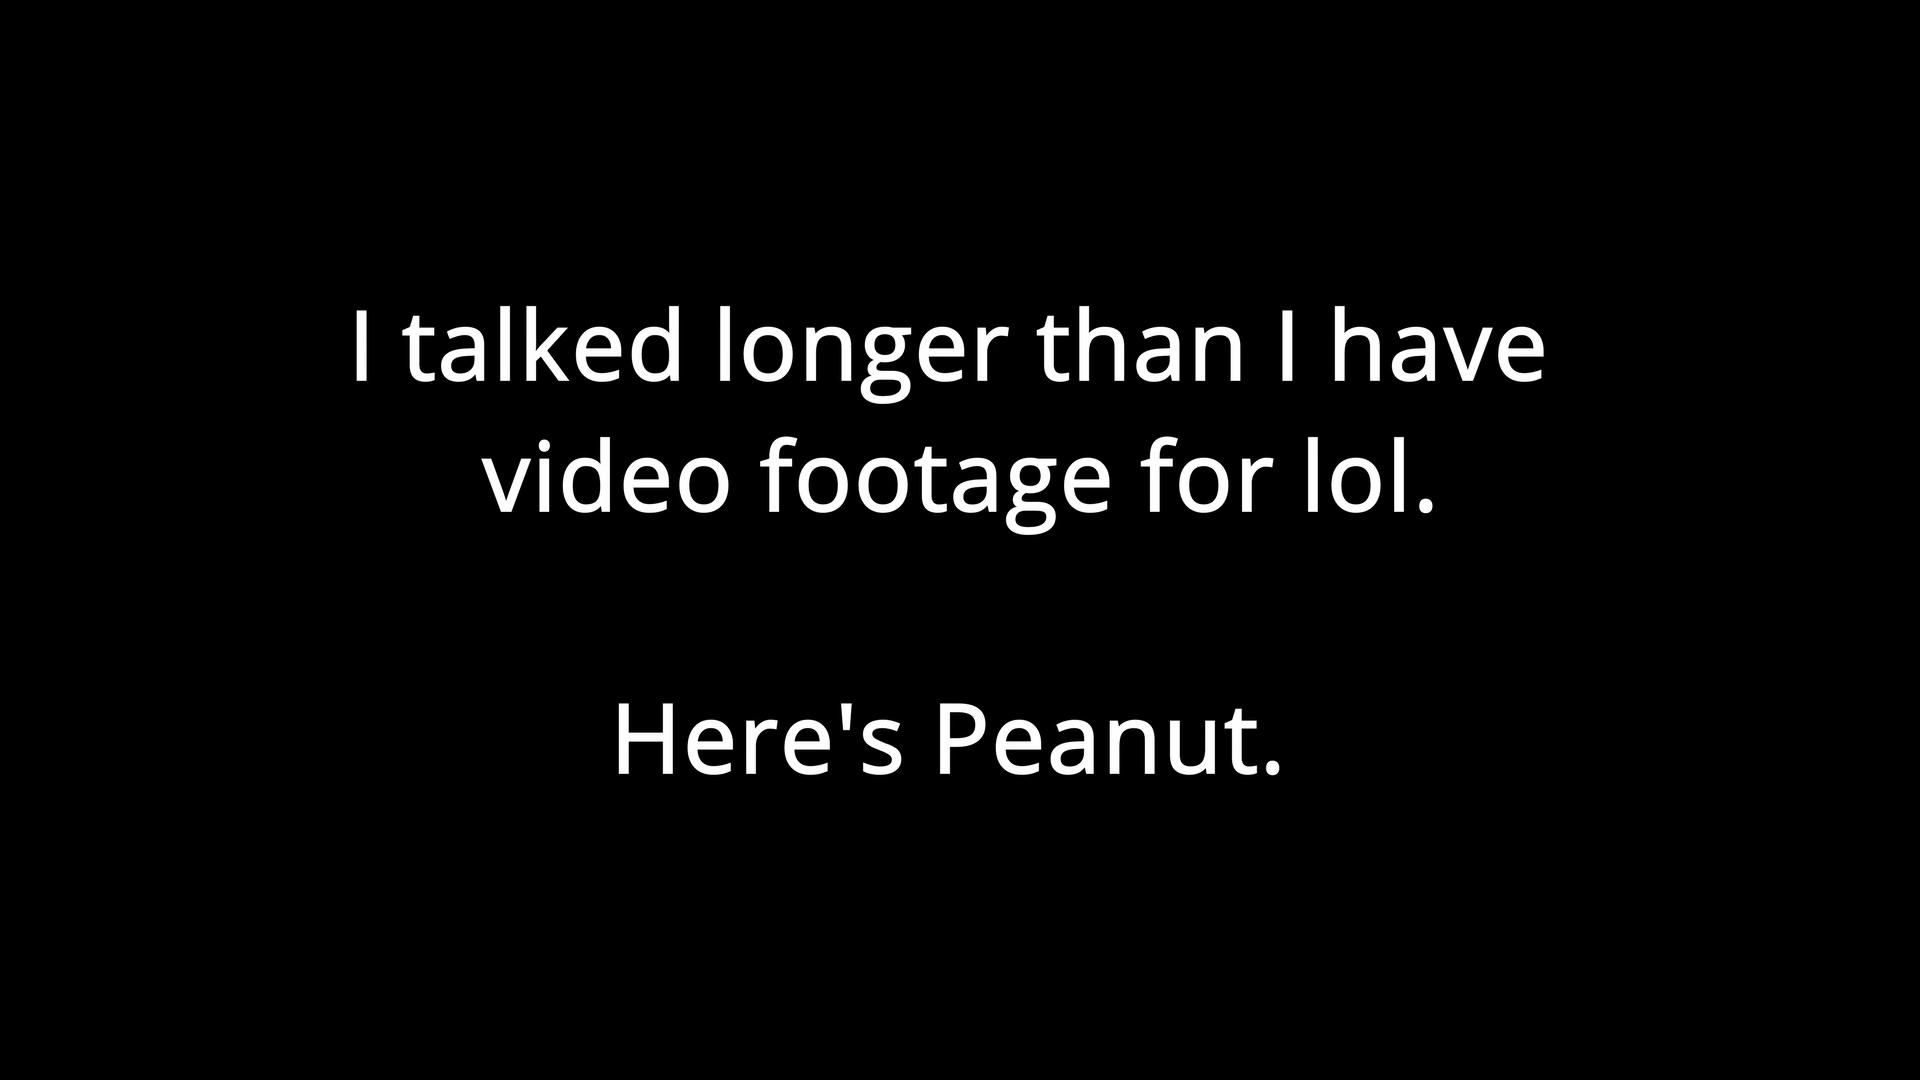 I talked longer than I have
video footage for lol.
Here's Peanut.